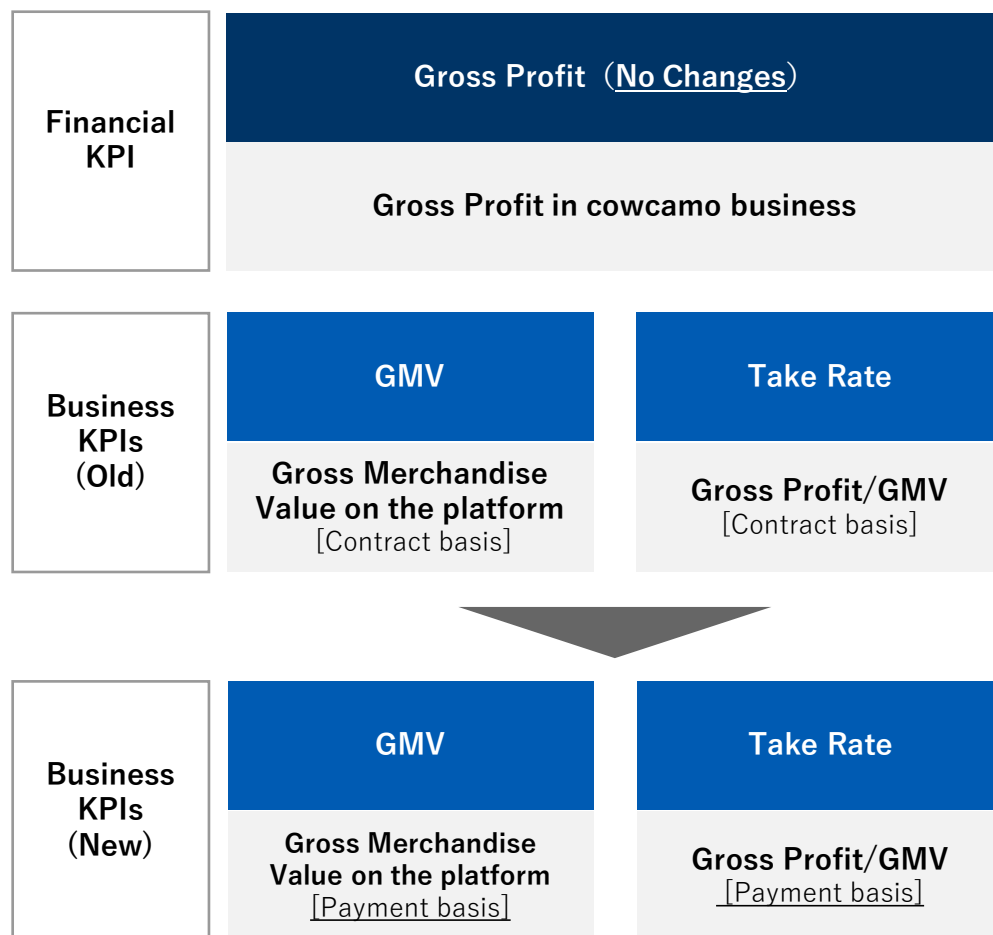 Financial
KPI
Gross Profit（No Changes）
Gross Profit in cowcamo business
Business
KPIs
(Old)
GMV
Gross Merchandise
Value on the platform
[Contract basis]
Take Rate
Gross Profit/GMV
[Contract basis]
Business
KPIs
(New)
GMV
Gross Merchandise
Value on the platform
[Payment basis]
Take Rate
Gross Profit/GMV
[Payment basis]